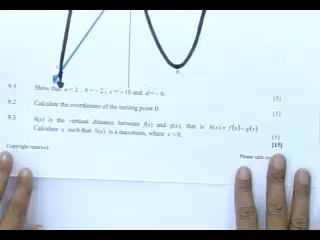 B
9.1 Show that a = 2 ; b = - 2 ; c = - 10 and d = - 6. (5)
9.2 Calculate the coordinates of the turning point B. (5)
9.3 h(x) is the vertical distance between f(x) and g(x), that is h(x) = f(x) - g(x)
Calculate x such that h(x) is a maximum, where x < 0. (5)
[15]
Copyright reserved
Please turn over